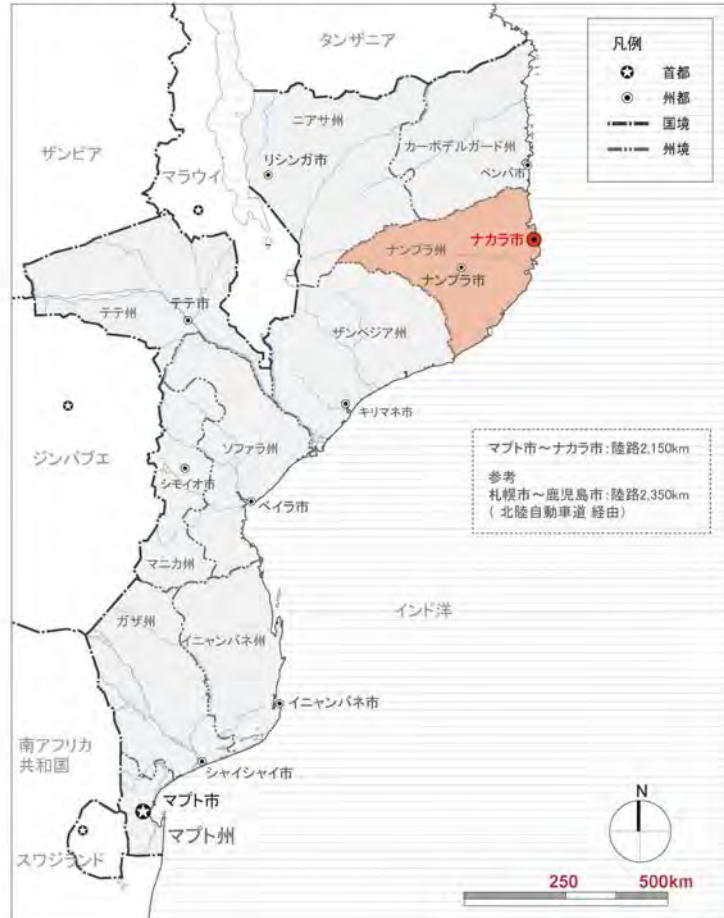 タンザニア
凡例
首都
州都
国境
州境
ニアサ州
カーボデルガード州
ザンビア
リシンガ市
ペンバ市
マラウイ
ナカラ市
ナンプラ州
ナンプラ市
テテ市
テテ州
ザンベジア州
キリマネ市
ソファラ州
ジンバブエ
シモイオ市
ベイラ市
マプト市～ナカラ市:陸路2,150km
参考
札幌市～鹿児島市:陸路2,350km
( 北陸自動車道 経由)
マニカ州
ガザ州
イニャンバネ州
インド洋
イニャンバネ市
南アフリカ
共和国
シャイシャイ市
マプト市
マプト州
スワジランド
N
250
500km